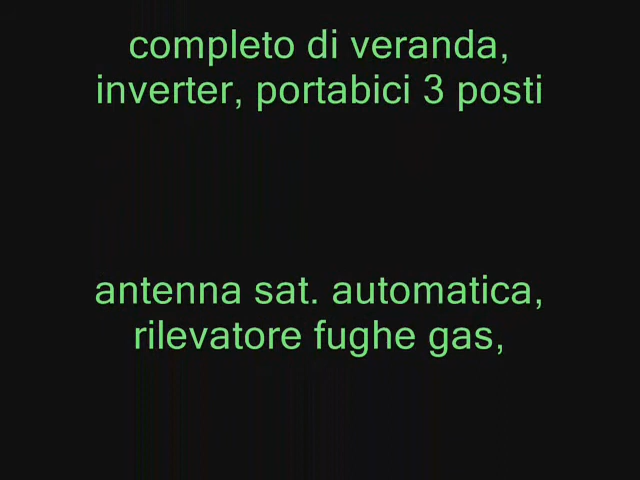 completo di veranda,
inverter, portabici 3 posti
antenna sat. automatica,
rilevatore fughe gas,